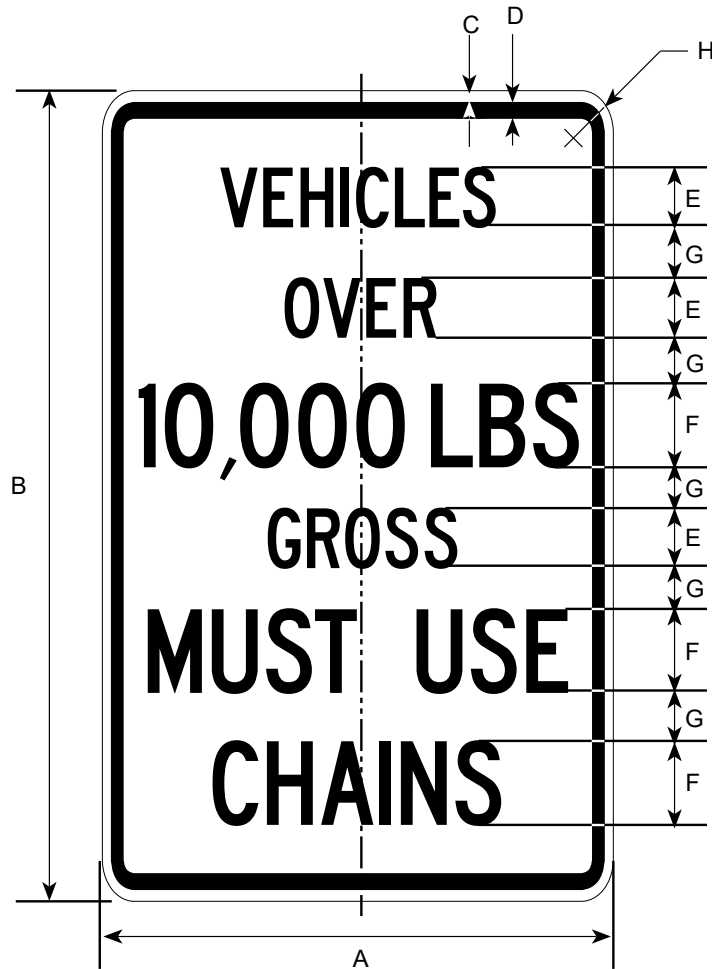 C
D
H
VEHICLES
E
G
OVER
E
G
10,000 LBS
F
B
G
GROSS
E
G
MUST USE
F
G
CHAINS
F
A